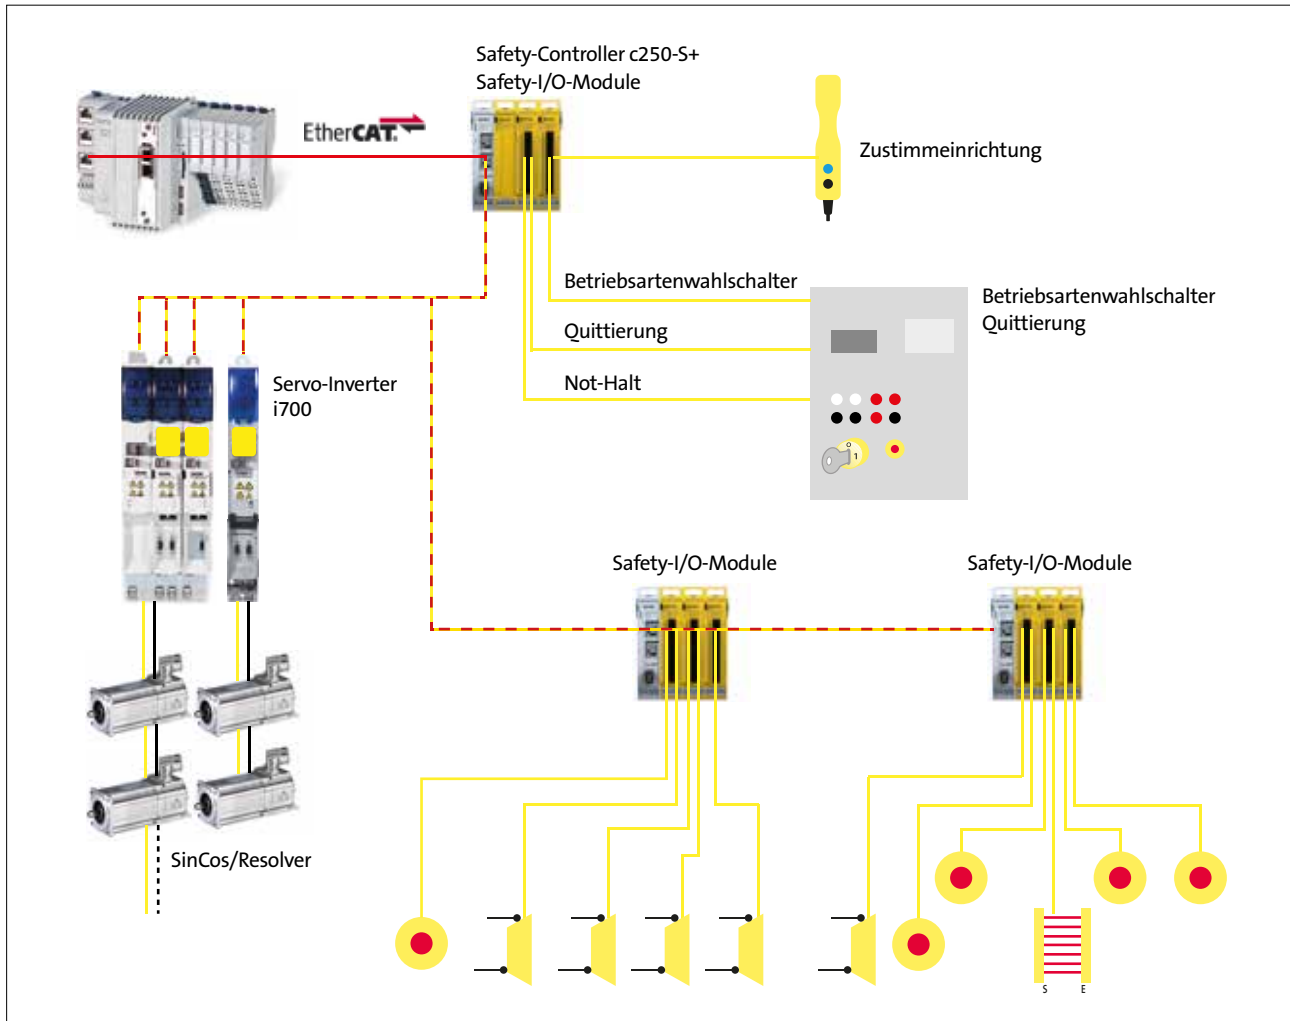 Safety-Controller c250-S+
Safety-I/O-Module
EtherCAT.
Zustimmeinrichtung
Betriebsartenwahlschalter
Quittierung
Not-Halt
Betriebsartenwahlschalter
Quittierung
O
1
Servo-Inverter
i700
Safety-I/O-Module
Safety-I/O-Module
SinCos/Resolver
S
E